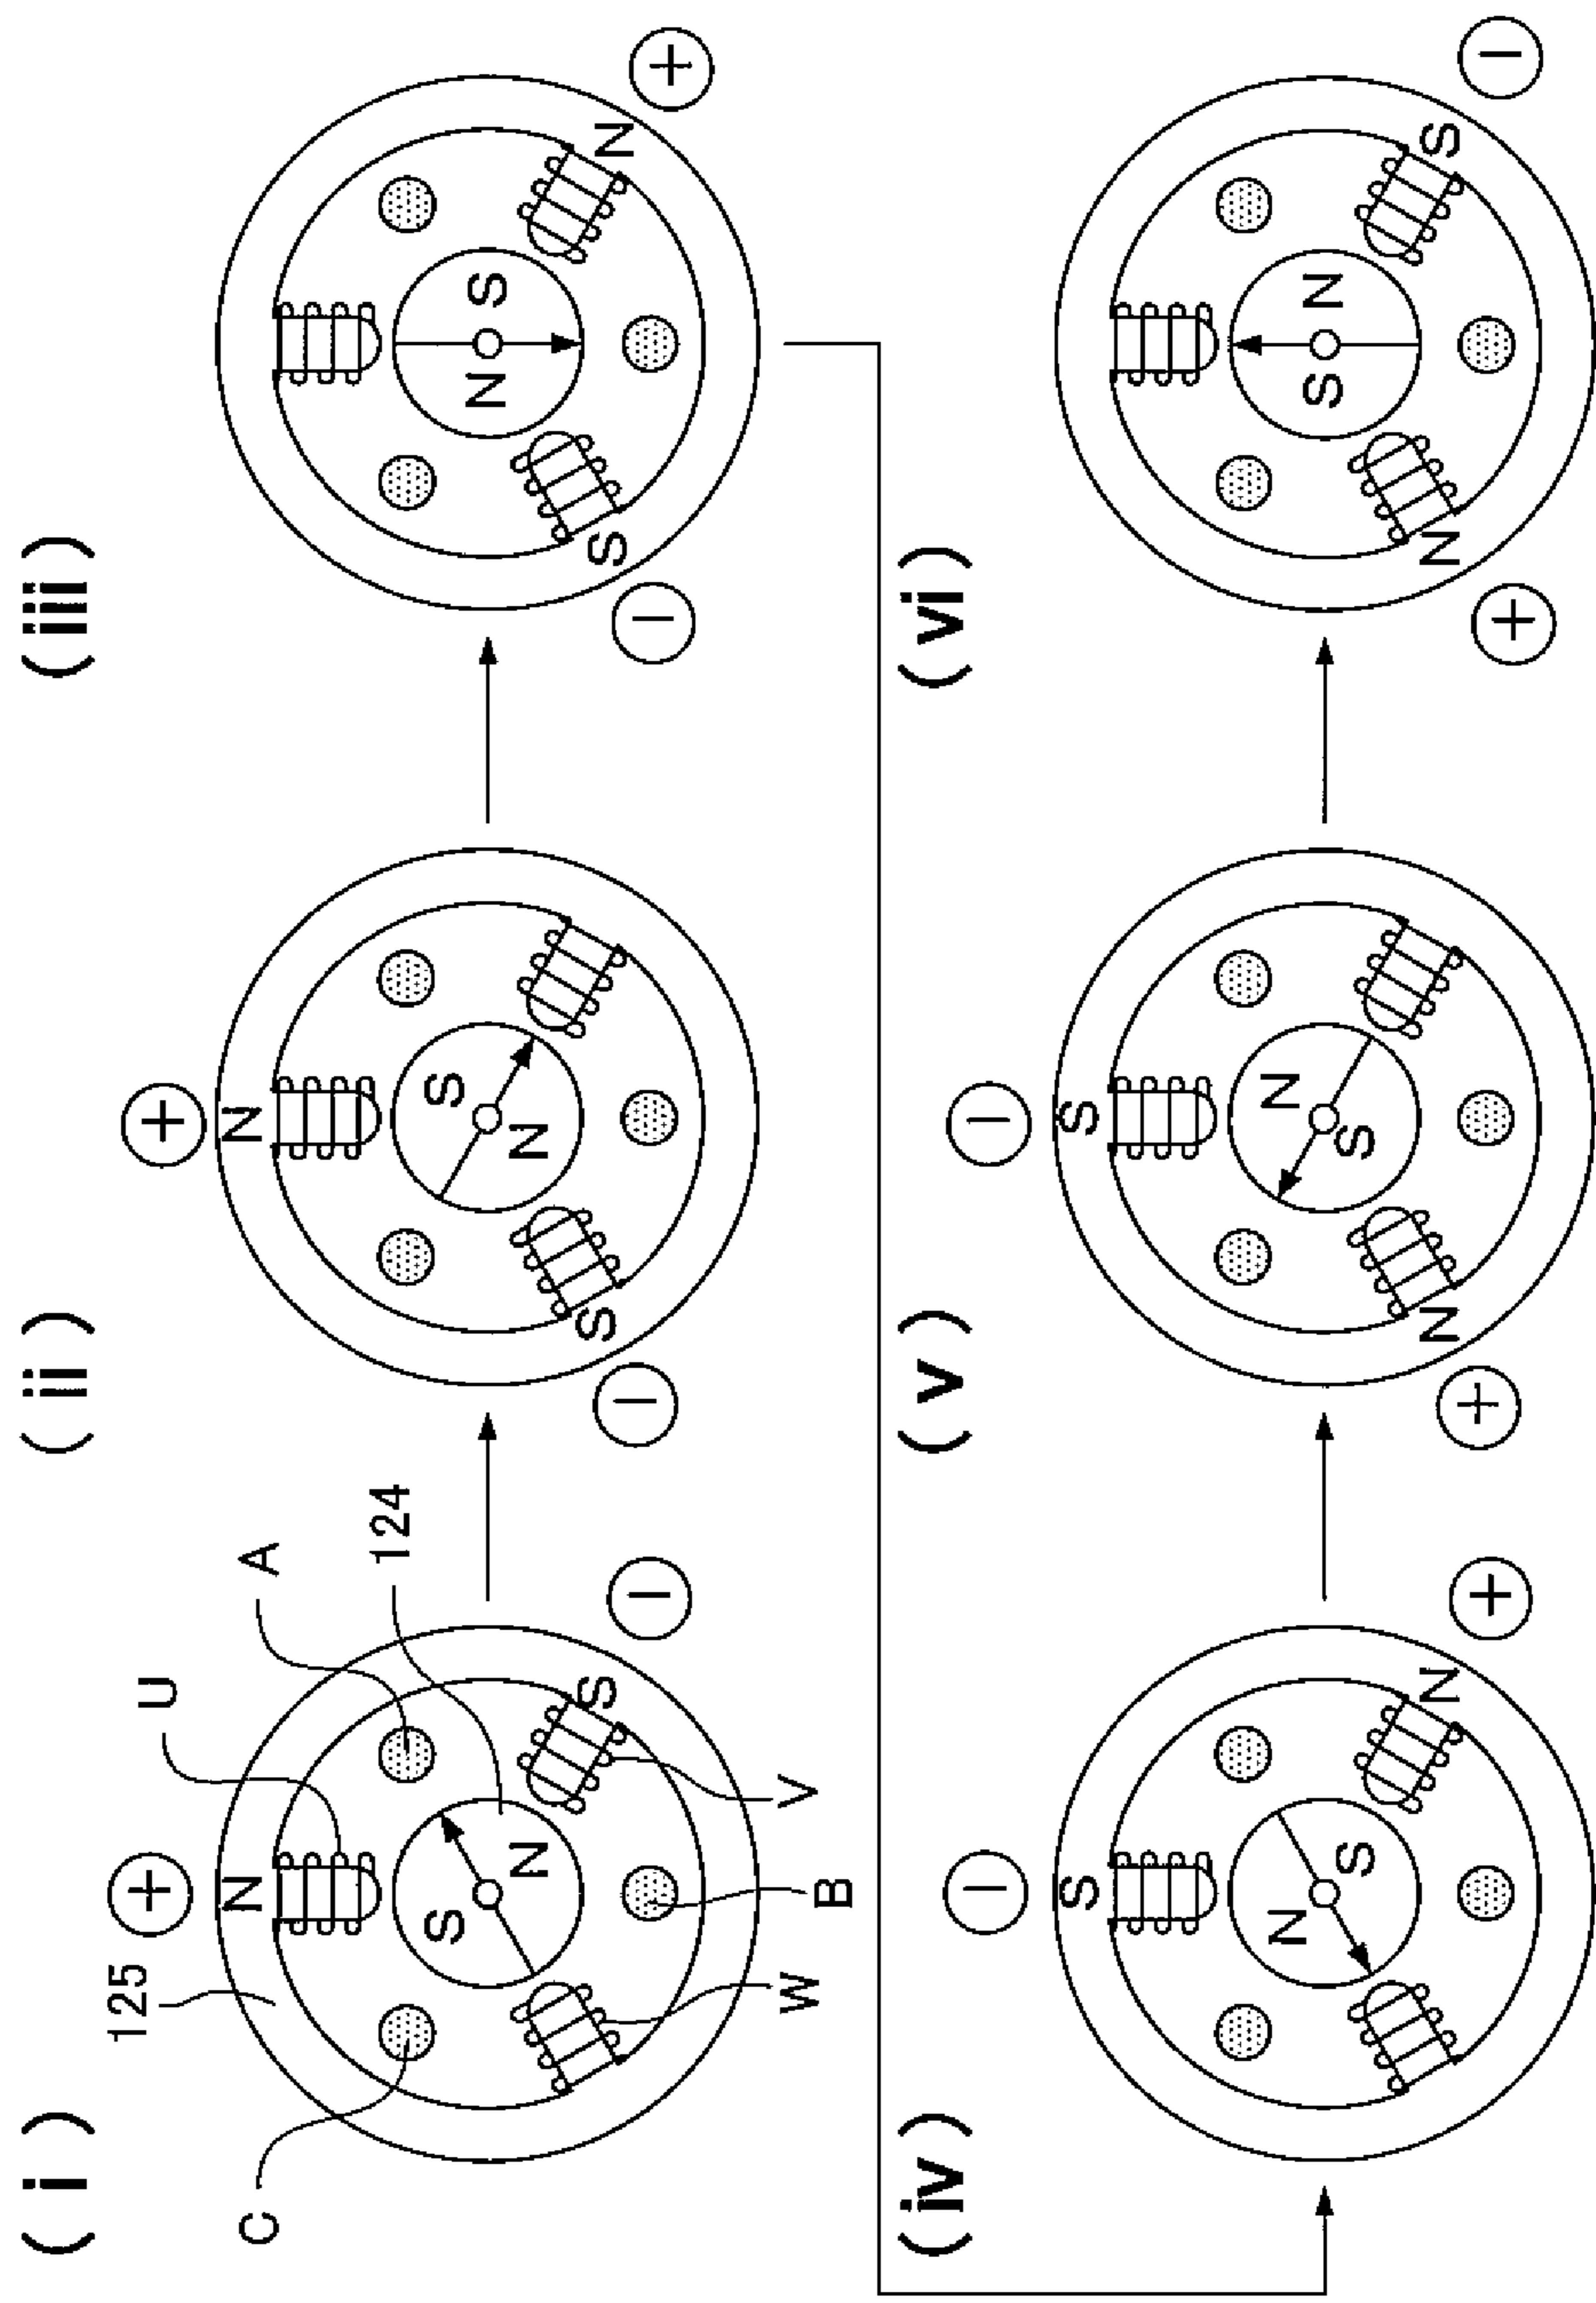 (i)
125
+
U
C
N
A
124
S
N
S
−
W
B
V
(ii)
+
N
S
N
S
−
(iii)
N S
S N
− +
(iv)
−
S
N
S
N
+
(v)
−
S
N
S
N
+
(vi)
S N
N S
+ −